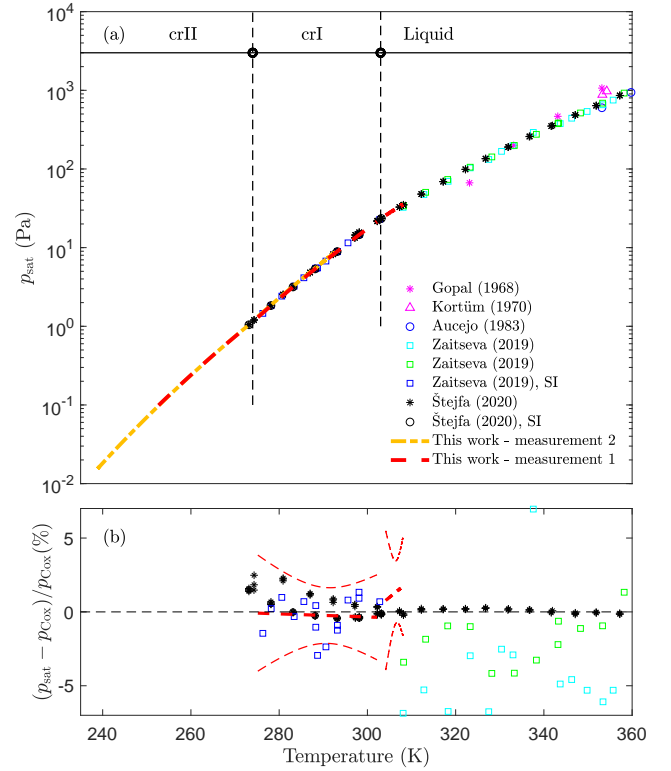 10^4
(a) crII crI Liquid
10^3
10^2
p_sat (Pa)
10^1
10^0
10^-1
10^-2
Gopal (1968)
Kortüm (1970)
Aucejo (1983)
Zaitseva (2019)
Zaitseva (2019)
Zaitseva (2019), SI
Štejfa (2020)
Štejfa (2020), SI
This work - measurement 2
This work - measurement 1
(b)
5
0
-5
(p_sat − p_Cox)/p_Cox(%)
240 260 280 300 320 340 360
Temperature (K)